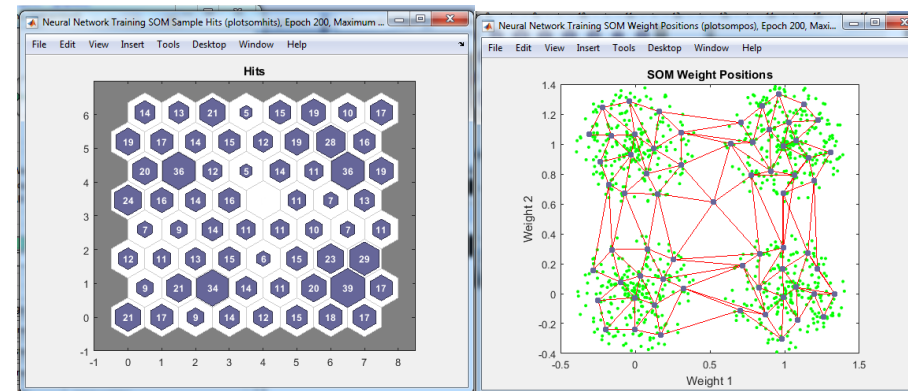 Neural Network Training SOM Sample Hits (plotsomhits), Epoch 200, Maximum ...
File Edit View Insert Tools Desktop Window Help
Hits
6
5
4
3
2
1
0
-1
14 13 21 5 15 19 10 17
19 17 14 15 12 19 28 16
20 36 12 5 14 11 36 19
24 16 14 16 11 7 13
7 9 14 11 11 10 7 11
12 11 13 15 6 15 23 29
9 21 34 14 11 20 39 17
21 17 9 14 12 15 18 17
-1 0 1 2 3 4 5 6 7 8
Neural Network Training SOM Weight Positions (plotsompos), Epoch 200, Maxi...
File Edit View Insert Tools Desktop Window Help
SOM Weight Positions
Weight 2
1.4
1.2
1
0.8
0.6
0.4
0.2
0
-0.2
-0.4
-0.5 0 0.5 1 1.5
Weight 1